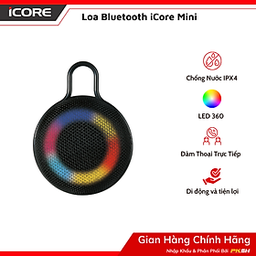 iCORE
Loa Bluetooth iCore Mini
Chống Nước IPX4
LED 360
Đàm Thoại Trực Tiếp
Di động và tiện lợi
Gian Hàng Chính Hãng
Nhập Khẩu & Phân Phối Bởi